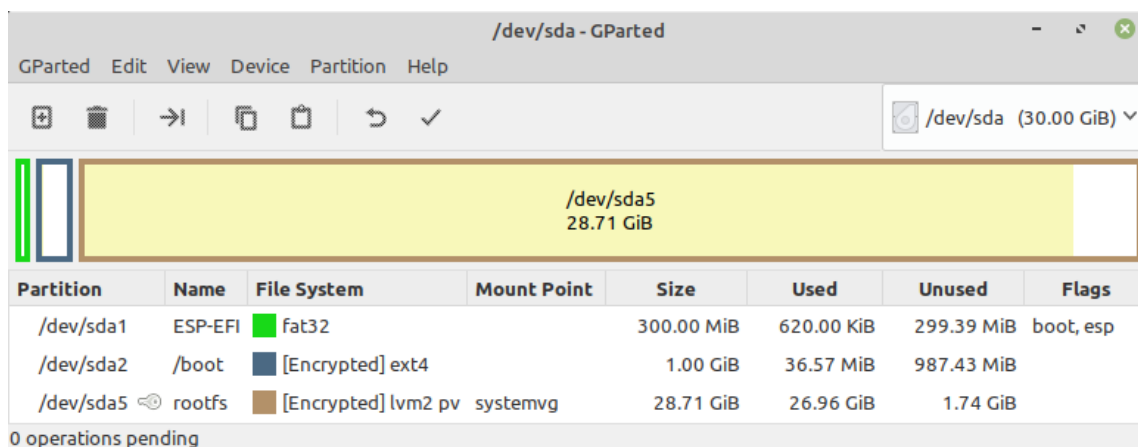 /dev/sda - GParted
GParted Edit View Device Partition Help
/dev/sda (30.00 GiB)
/dev/sda5
28.71 GiB
Partition Name File System Mount Point Size Used Unused Flags
/dev/sda1 ESP-EFI fat32 300.00 MiB 620.00 KiB 299.39 MiB boot, esp
/dev/sda2 /boot [Encrypted] ext4 1.00 GiB 36.57 MiB 987.43 MiB
/dev/sda5 rootfs [Encrypted] lvm2 pv systemvg 28.71 GiB 26.96 GiB 1.74 GiB
0 operations pending